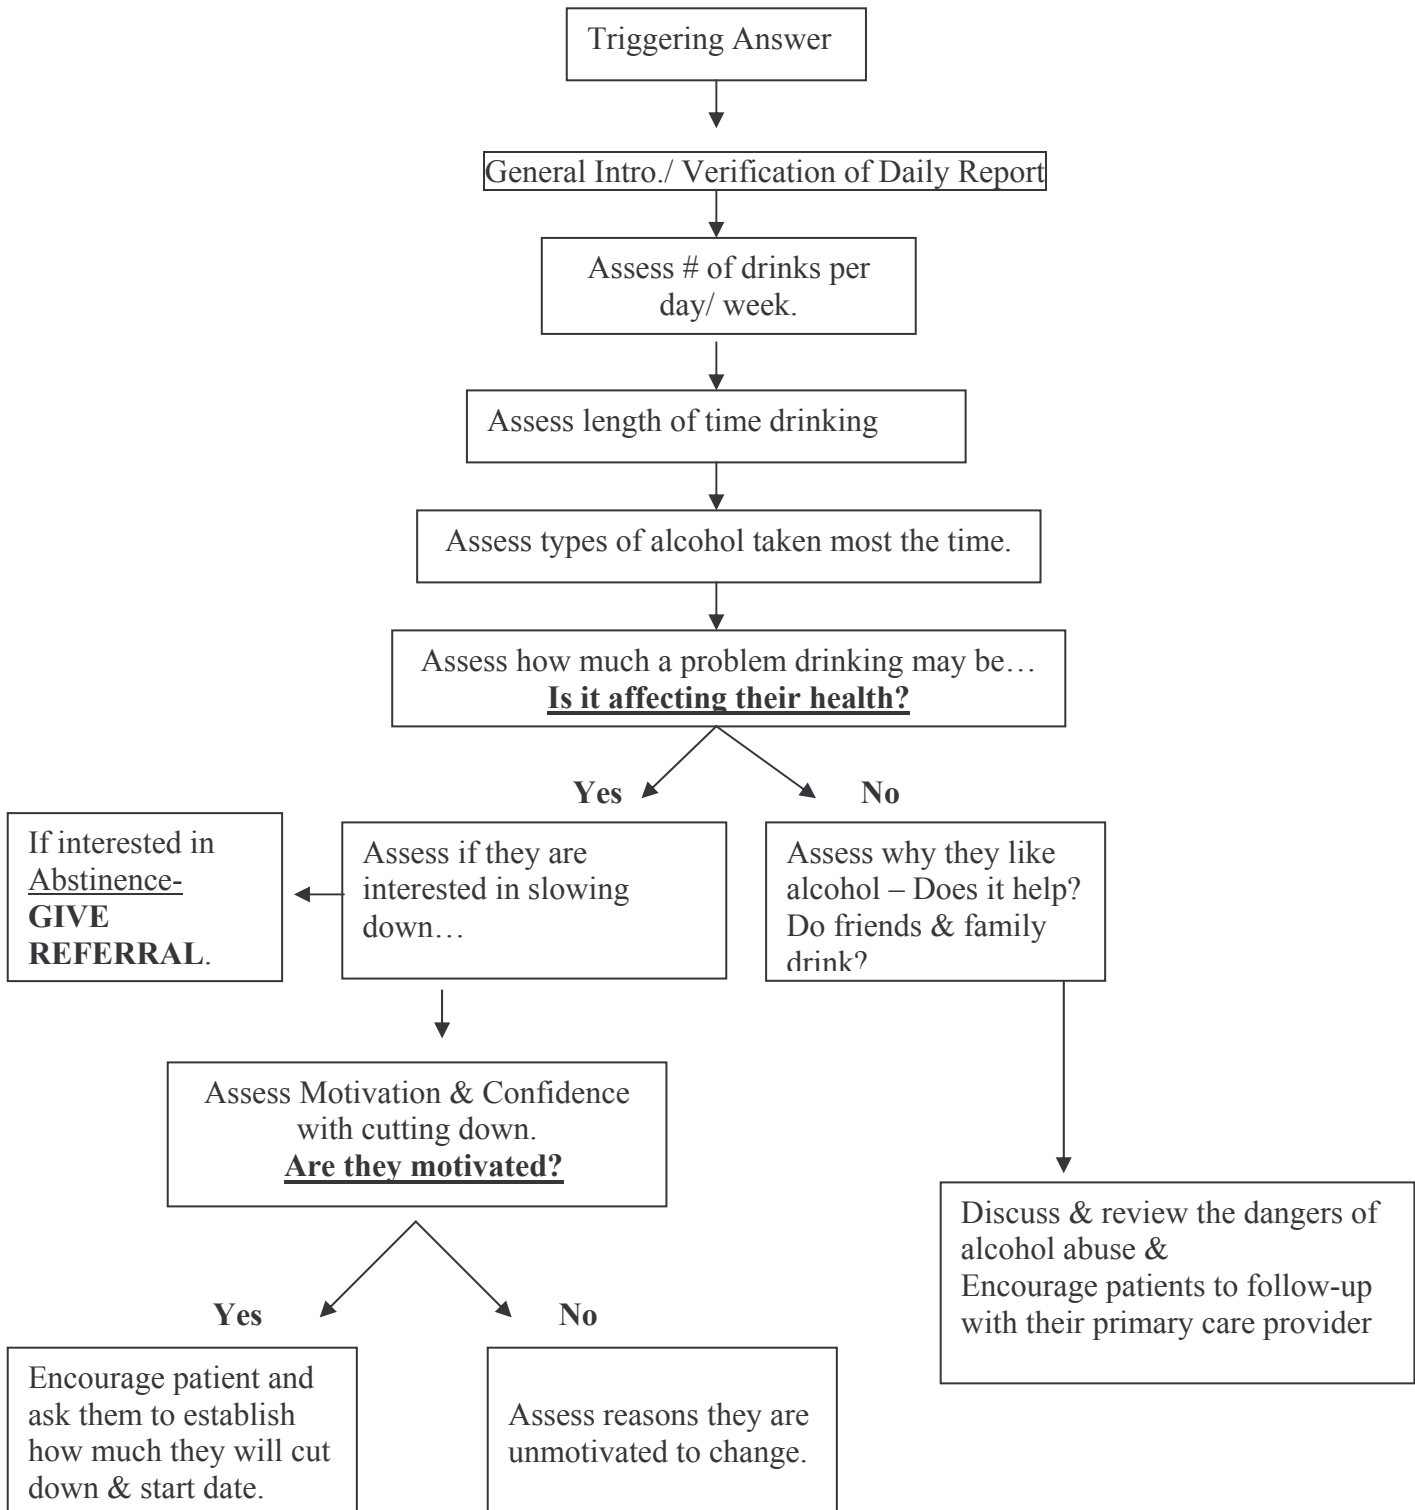 Triggering Answer
General Intro./ Verification of Daily Report
Assess # of drinks per
day/ week.
Assess length of time drinking
Assess types of alcohol taken most the time.
Assess how much a problem drinking may be…
Is it affecting their health?
Yes
No
If interested in
Abstinence-
GIVE
REFERRAL.
Assess if they are
interested in slowing
down…
Assess why they like
alcohol – Does it help?
Do friends & family
drink?
Assess Motivation & Confidence
with cutting down.
Are they motivated?
Discuss & review the dangers of
alcohol abuse &
Encourage patients to follow-up
with their primary care provider
Yes
No
Encourage patient and
ask them to establish
how much they will cut
down & start date.
Assess reasons they are
unmotivated to change.